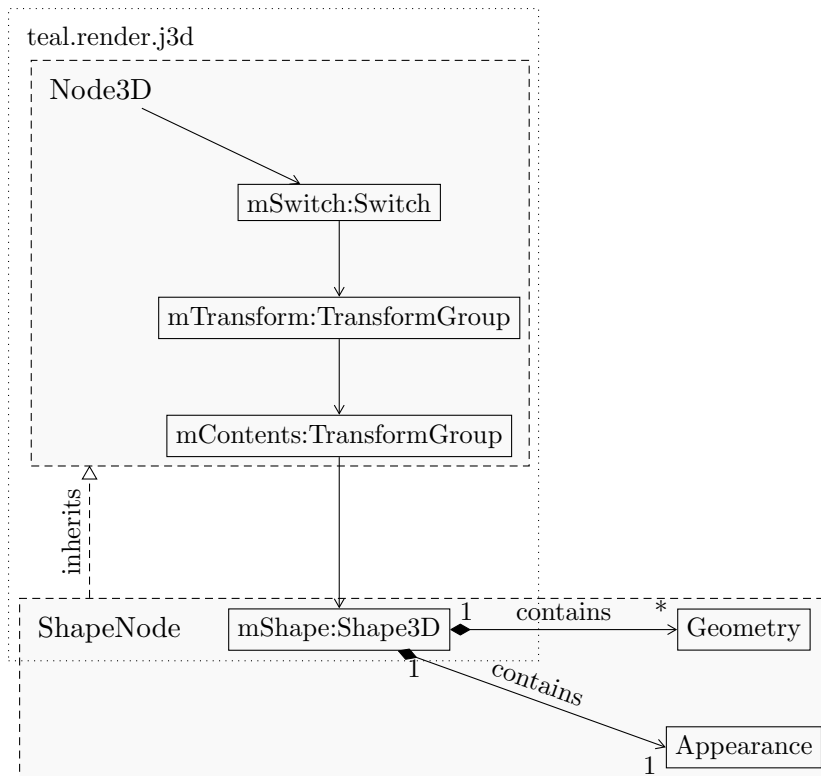 teal.render.j3d
Node3D
mSwitch:Switch
mTransform:TransformGroup
mContents:TransformGroup
inherits
ShapeNode
mShape:Shape3D
1
contains
*
Geometry
1
contains
1
Appearance